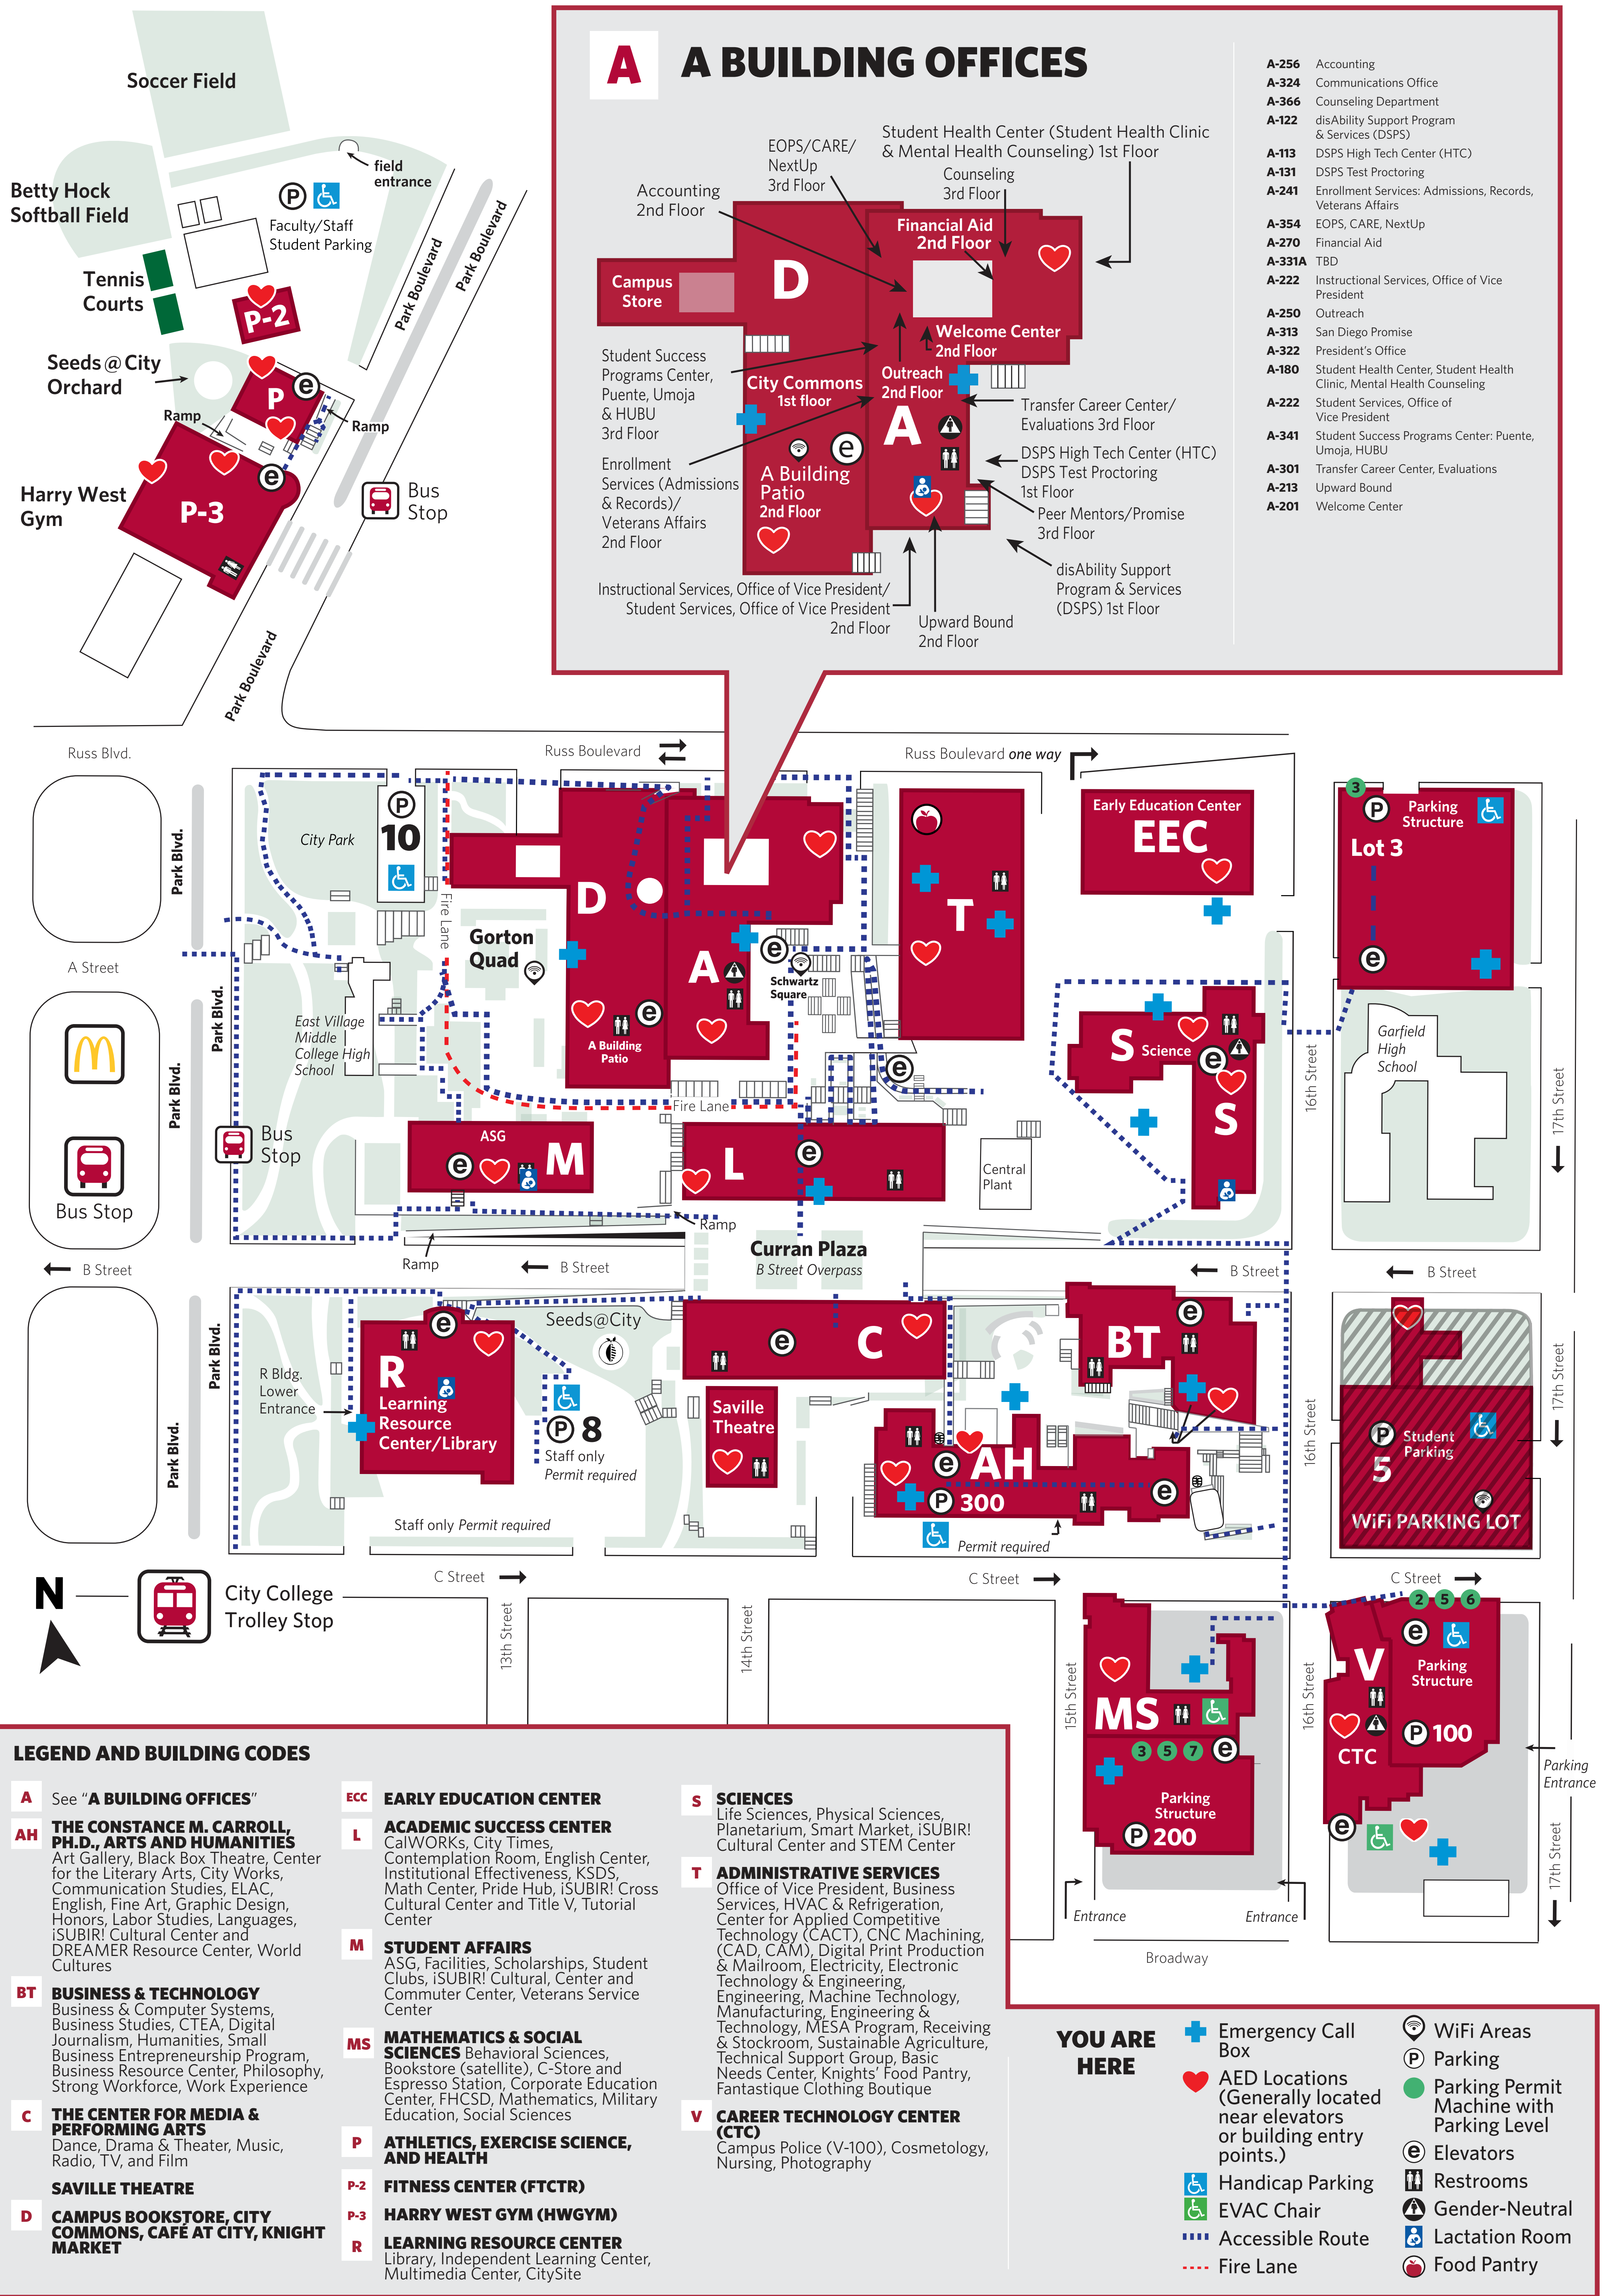 A
A BUILDING OFFICES
A-256 Accounting
A-324 Communications Office
A-366 Counseling Department
A-122 disAbility Support Program
& Services (DSPS)
A-113 DSPS High Tech Center (HTC)
A-131 DSPS Test Proctoring
A-241 Enrollment Services: Admissions, Records,
Veterans Affairs
A-354 EOPS, CARE, NextUp
A-270 Financial Aid
A-331A TBD
A-222 Instructional Services, Office of Vice
President
A-250 Outreach
A-313 San Diego Promise
A-322 President's Office
A-180 Student Health Center, Student Health
Clinic, Mental Health Counseling
A-222 Student Services, Office of
Vice President
A-341 Student Success Programs Center: Puente,
Umoja, HUBU
A-301 Transfer Career Center, Evaluations
A-213 Upward Bound
A-201 Welcome Center
EOPS/CARE/
NextUp
3rd Floor
Student Health Center (Student Health Clinic
& Mental Health Counseling) 1st Floor
Counseling
3rd Floor
Accounting
2nd Floor
Financial Aid
2nd Floor
D
Campus
Store
Welcome Center
2nd Floor
Student Success
Programs Center,
Puente, Umoja
& HUBU
3rd Floor
City Commons
1st floor
Outreach
2nd Floor
A
e
Transfer Career Center/
Evaluations 3rd Floor
Enrollment
Services (Admissions
& Records)/
Veterans Affairs
2nd Floor
A Building
Patio
2nd Floor
DSPS High Tech Center (HTC)
DSPS Test Proctoring
1st Floor
Peer Mentors/Promise
3rd Floor
disAbility Support
Program & Services
(DSPS) 1st Floor
Instructional Services, Office of Vice President/
Student Services, Office of Vice President
2nd Floor
Upward Bound
2nd Floor
Soccer Field
field
entrance
Betty Hock
Softball Field
P
Faculty/Staff
Student Parking
Tennis
Courts
P-2
Park Boulevard
Park Boulevard
Seeds@City
Orchard
P
e
Ramp
Ramp
Harry West
Gym
e
P-3
Bus
Stop
Park Boulevard
Russ Blvd.
Russ Boulevard
Russ Boulevard one way
Park Blvd.
City Park
P
10
Fire Lane
D
Gorton
Quad
A
e
Schwartz
Square
e
A Building
Patio
T
Early Education Center
EEC
3
P
Parking
Structure
Lot 3
e
A Street
Park Blvd.
East Village
Middle
College High
School
e
S Science
e
S
16th Street
Garfield
High
School
17th Street
Park Blvd.
Bus Stop
Bus
Stop
Fire Lane
ASG
e
M
L
e
Central
Plant
Ramp
Ramp
Curran Plaza
B Street Overpass
B Street
B Street
B Street
B Street
Park Blvd.
Park Blvd.
R Bldg.
Lower
Entrance
e
R
Learning
Resource
Center/Library
Seeds@City
P 8
Staff only
Permit required
Staff only Permit required
e
C
Saville
Theatre
e
BT
e
AH
e
P 300
Permit required
16th Street
17th Street
P
Student
Parking
5
WiFi PARKING LOT
N
City College
Trolley Stop
C Street
C Street
C Street
13th Street
14th Street
15th Street
16th Street
17th Street
MS
3 5 7
e
Parking
Structure
P 200
Entrance
Entrance
Broadway
2 5 6
e
V
Parking
Structure
P 100
CTC
e
Parking
Entrance
LEGEND AND BUILDING CODES
A See "A BUILDING OFFICES"
AH THE CONSTANCE M. CARROLL,
PH.D., ARTS AND HUMANITIES
Art Gallery, Black Box Theatre, Center
for the Literary Arts, City Works,
Communication Studies, ELAC,
English, Fine Art, Graphic Design,
Honors, Labor Studies, Languages,
iSUBIR! Cultural Center and
DREAMER Resource Center, World
Cultures
BT BUSINESS & TECHNOLOGY
Business & Computer Systems,
Business Studies, CTEA, Digital
Journalism, Humanities, Small
Business Entrepreneurship Program,
Business Resource Center, Philosophy,
Strong Workforce, Work Experience
C THE CENTER FOR MEDIA &
PERFORMING ARTS
Dance, Drama & Theater, Music,
Radio, TV, and Film
SAVILLE THEATRE
D CAMPUS BOOKSTORE, CITY
COMMONS, CAFÉ AT CITY, KNIGHT
MARKET
ECC EARLY EDUCATION CENTER
L ACADEMIC SUCCESS CENTER
CalWORKs, City Times,
Contemplation Room, English Center,
Institutional Effectiveness, KSDS,
Math Center, Pride Hub, iSUBIR! Cross
Cultural Center and Title V, Tutorial
Center
M STUDENT AFFAIRS
ASG, Facilities, Scholarships, Student
Clubs, iSUBIR! Cultural, Center and
Commuter Center, Veterans Service
Center
MS MATHEMATICS & SOCIAL
SCIENCES Behavioral Sciences,
Bookstore (satellite), C-Store and
Espresso Station, Corporate Education
Center, FHCSD, Mathematics, Military
Education, Social Sciences
P ATHLETICS, EXERCISE SCIENCE,
AND HEALTH
P-2 FITNESS CENTER (FTCTR)
P-3 HARRY WEST GYM (HWGYM)
R LEARNING RESOURCE CENTER
Library, Independent Learning Center,
Multimedia Center, CitySite
S SCIENCES
Life Sciences, Physical Sciences,
Planetarium, Smart Market, iSUBIR!
Cultural Center and STEM Center
T ADMINISTRATIVE SERVICES
Office of Vice President, Business
Services, HVAC & Refrigeration,
Center for Applied Competitive
Technology (CACT), CNC Machining,
(CAD, CAM), Digital Print Production
& Mailroom, Electricity, Electronic
Technology & Engineering,
Engineering, Machine Technology,
Manufacturing, Engineering &
Technology, MESA Program, Receiving
& Stockroom, Sustainable Agriculture,
Technical Support Group, Basic
Needs Center, Knights' Food Pantry,
Fantastique Clothing Boutique
V CAREER TECHNOLOGY CENTER
(CTC)
Campus Police (V-100), Cosmetology,
Nursing, Photography
YOU ARE
HERE
Emergency Call
Box
AED Locations
(Generally located
near elevators
or building entry
points.)
Handicap Parking
EVAC Chair
Accessible Route
Fire Lane
WiFi Areas
P Parking
Parking Permit
Machine with
Parking Level
e Elevators
Restrooms
Gender-Neutral
Lactation Room
Food Pantry